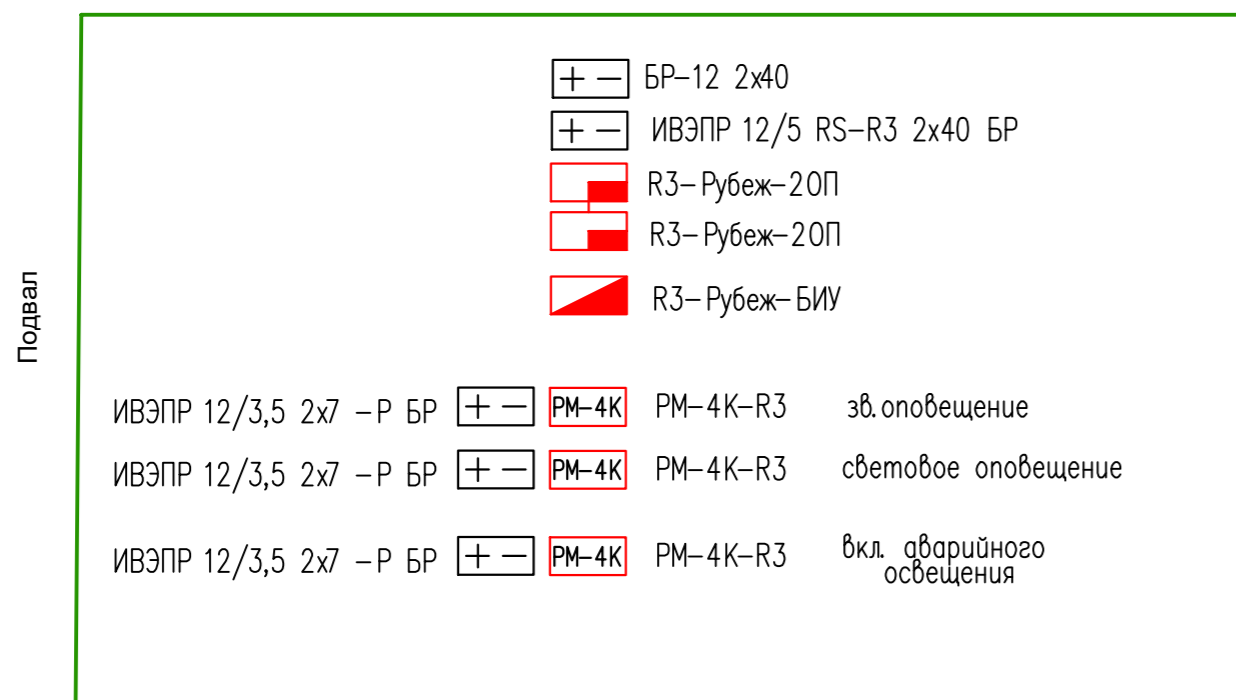 БР-12 2х40
ИВЭПР 12/5 RS-R3 2х40 БР
R3-Рубеж-2ОП
R3-Рубеж-2ОП
R3-Рубеж-БИУ
Подвал
ИВЭПР 12/3,5 2х7 -Р БР + - РМ-4К РМ-4К-R3 зв.оповещение
ИВЭПР 12/3,5 2х7 -Р БР + - РМ-4К РМ-4К-R3 световое оповещение
ИВЭПР 12/3,5 2х7 -Р БР + - РМ-4К РМ-4К-R3 вкл. аварийного
освещения